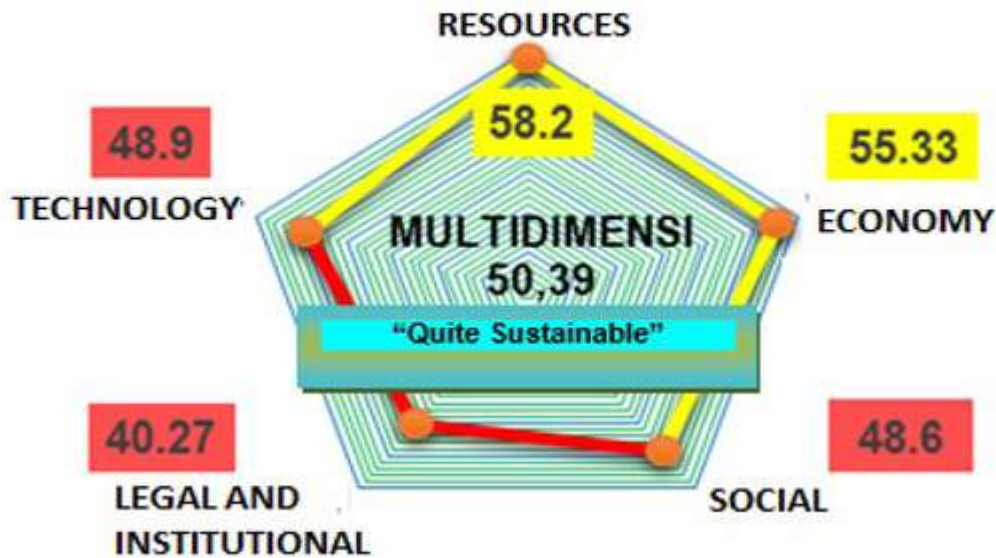 RESOURCES
58.2
48.9
TECHNOLOGY
55.33
ECONOMY
MULTIDIMENSI
50,39
“Quite Sustainable”
40.27
LEGAL AND
INSTITUTIONAL
48.6
SOCIAL